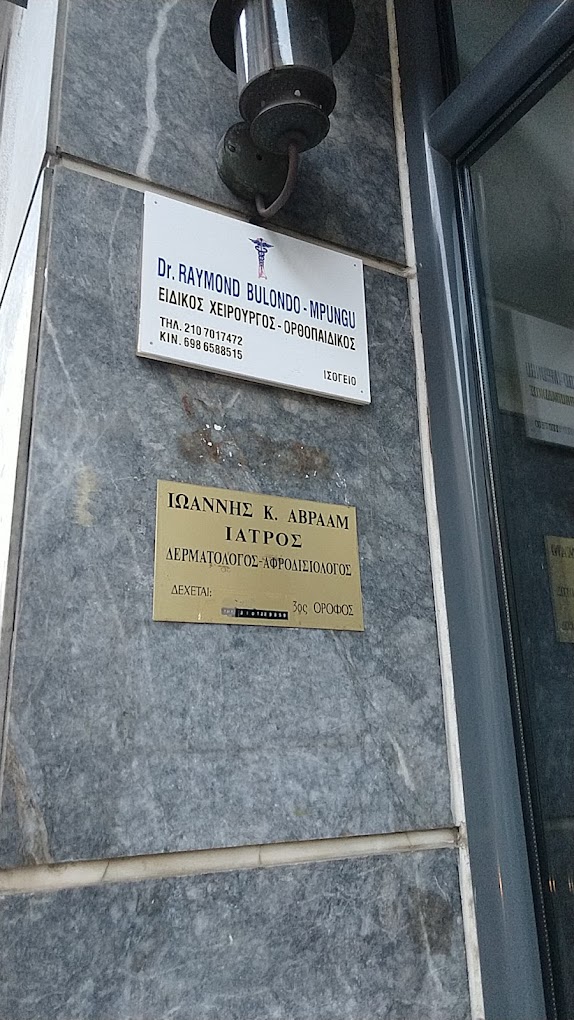 Dr. RAYMOND BULONDO - MPUNGU
ΕΙΔΙΚΟΣ ΧΕΙΡΟΥΡΓΟΣ - ΟΡΘΟΠΑΙΔΙΚΟΣ
ΤΗΛ. 210 7017472
ΚΙΝ. 698 6588515
ΙΣΟΓΕΙΟ
ΙΩΑΝΝΗΣ Κ. ΑΒΡΑΑΜ
ΙΑΤΡΟΣ
ΔΕΡΜΑΤΟΛΟΓΟΣ-ΑΦΡΟΔΙΣΙΟΛΟΓΟΣ
ΔΕΧΕΤΑΙ:
3ος ΟΡΟΦΟΣ